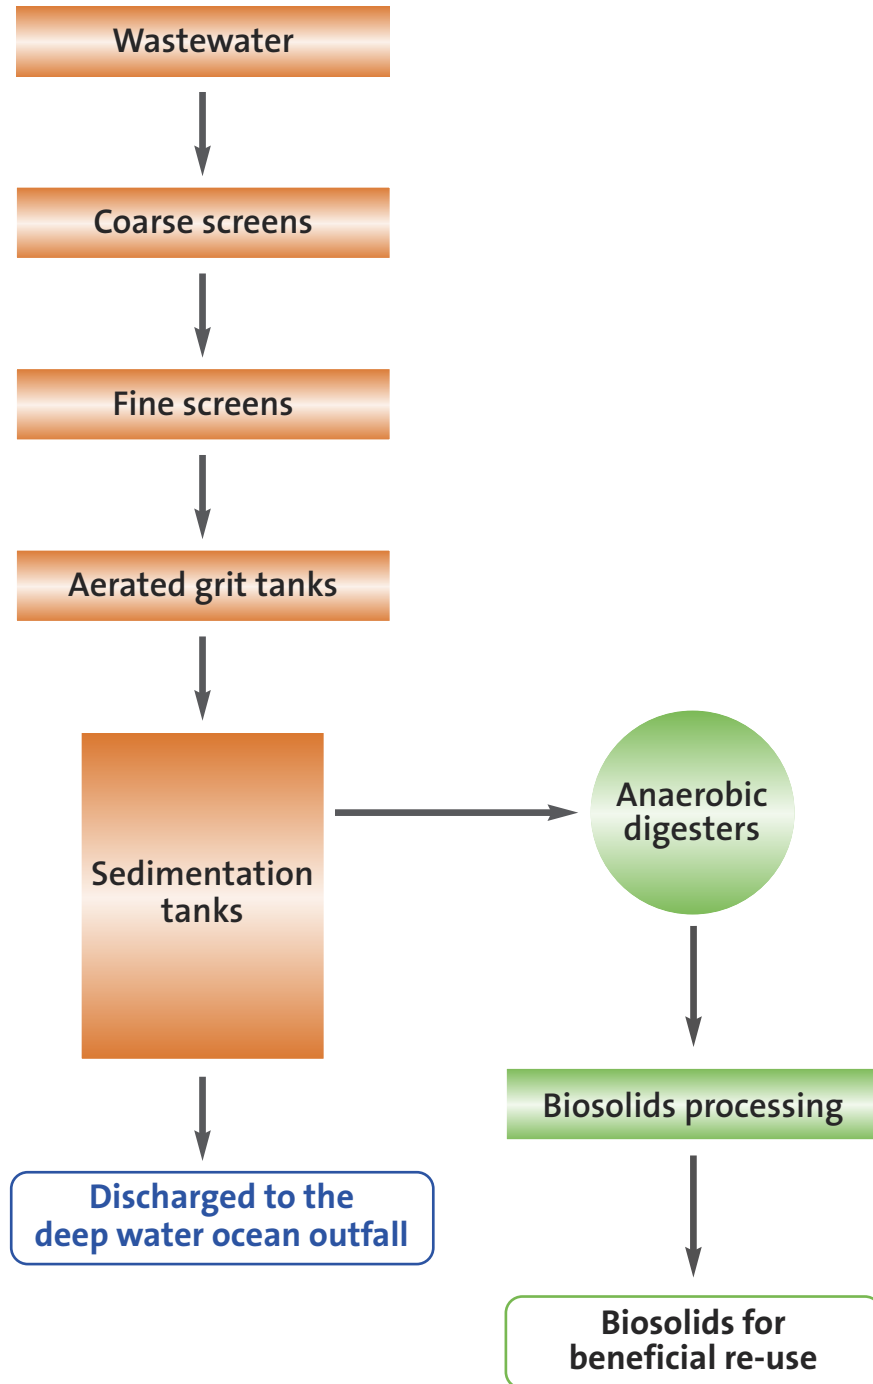 Wastewater
Coarse screens
Fine screens
Aerated grit tanks
Sedimentation
tanks
Anaerobic
digesters
Biosolids processing
Discharged to the
deep water ocean outfall
Biosolids for
beneficial re-use